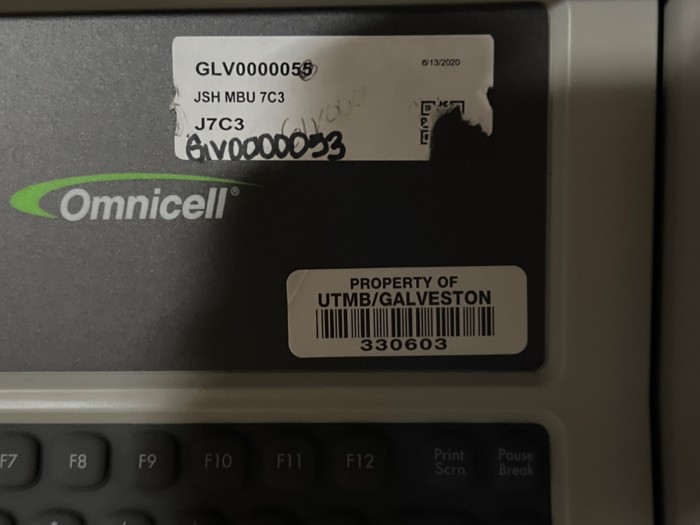 GLV0000055
6/13/2020
JSH MBU 7C3
J7C3
GLV0000053
Omnicell®
PROPERTY OF
UTMB/GALVESTON
330603
F7 F8 F9 F10 F11 F12 Print Scrn Pause Break